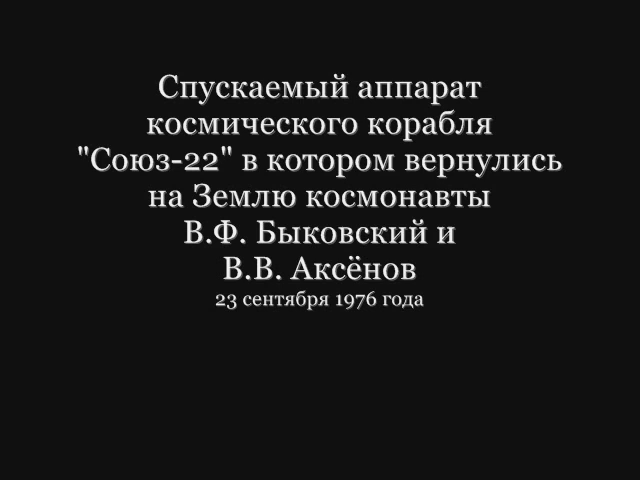 Спускаемый аппарат
космического корабля
"Союз-22" в котором вернулись
на Землю космонавты
В.Ф. Быковский и
В.В. Аксёнов
23 сентября 1976 года